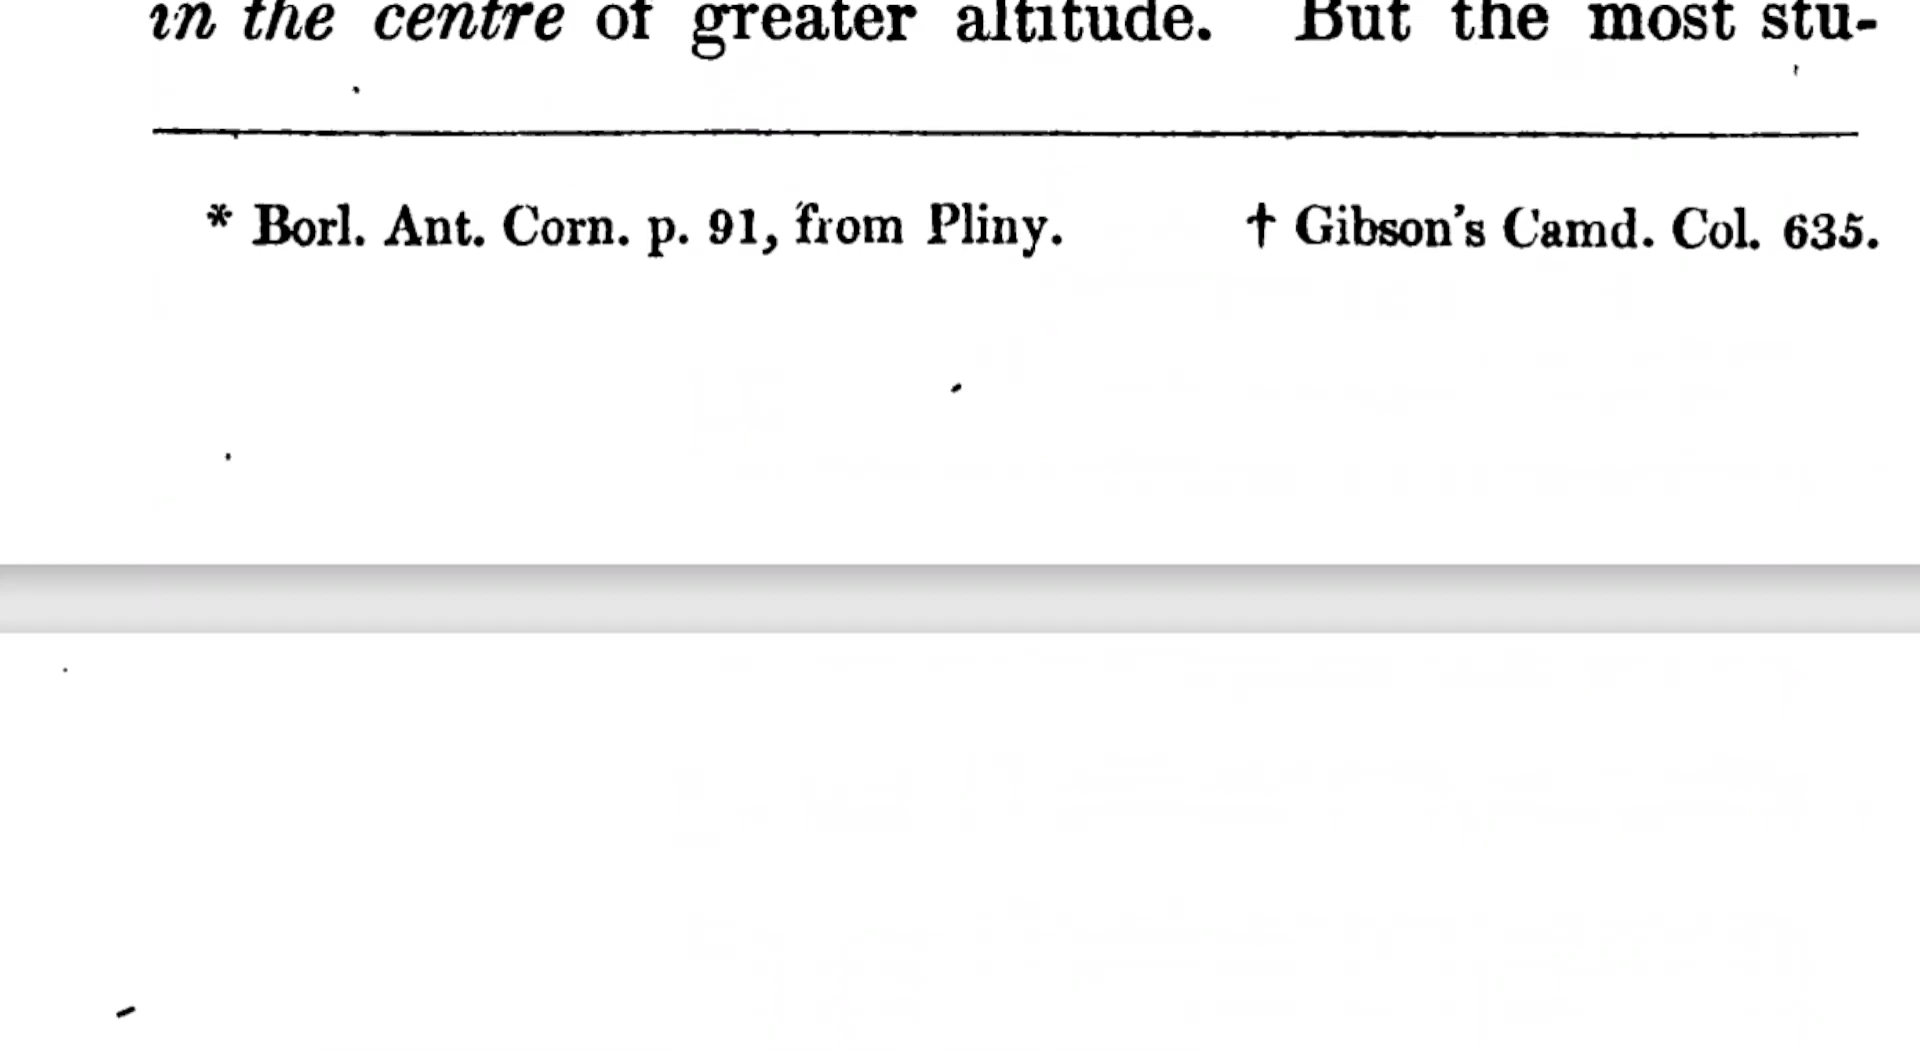 in the centre of greater altitude. But the most stu-
* Borl. Ant. Corn. p. 91, from Pliny. † Gibson's Camd. Col. 635.